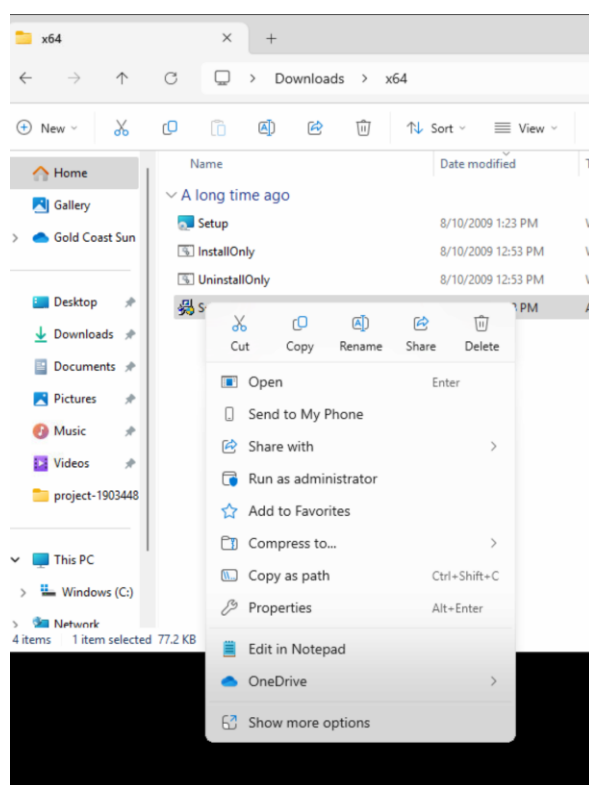 x64
Downloads > x64
New
Sort
View
Name
Date modified
Home
A long time ago
Gallery
Setup
8/10/2009 1:23 PM
Gold Coast Sun
InstallOnly
8/10/2009 12:53 PM
UninstallOnly
8/10/2009 12:53 PM
Desktop
PM
Cut
Copy
Rename
Share
Delete
Downloads
Documents
Open
Enter
Pictures
Send to My Phone
Music
Share with
Videos
Run as administrator
project-1903448
Add to Favorites
Compress to...
This PC
Copy as path
Ctrl+Shift+C
Windows (C:)
Properties
Alt+Enter
Network
4 items
1 item selected
77.2 KB
Edit in Notepad
OneDrive
Show more options